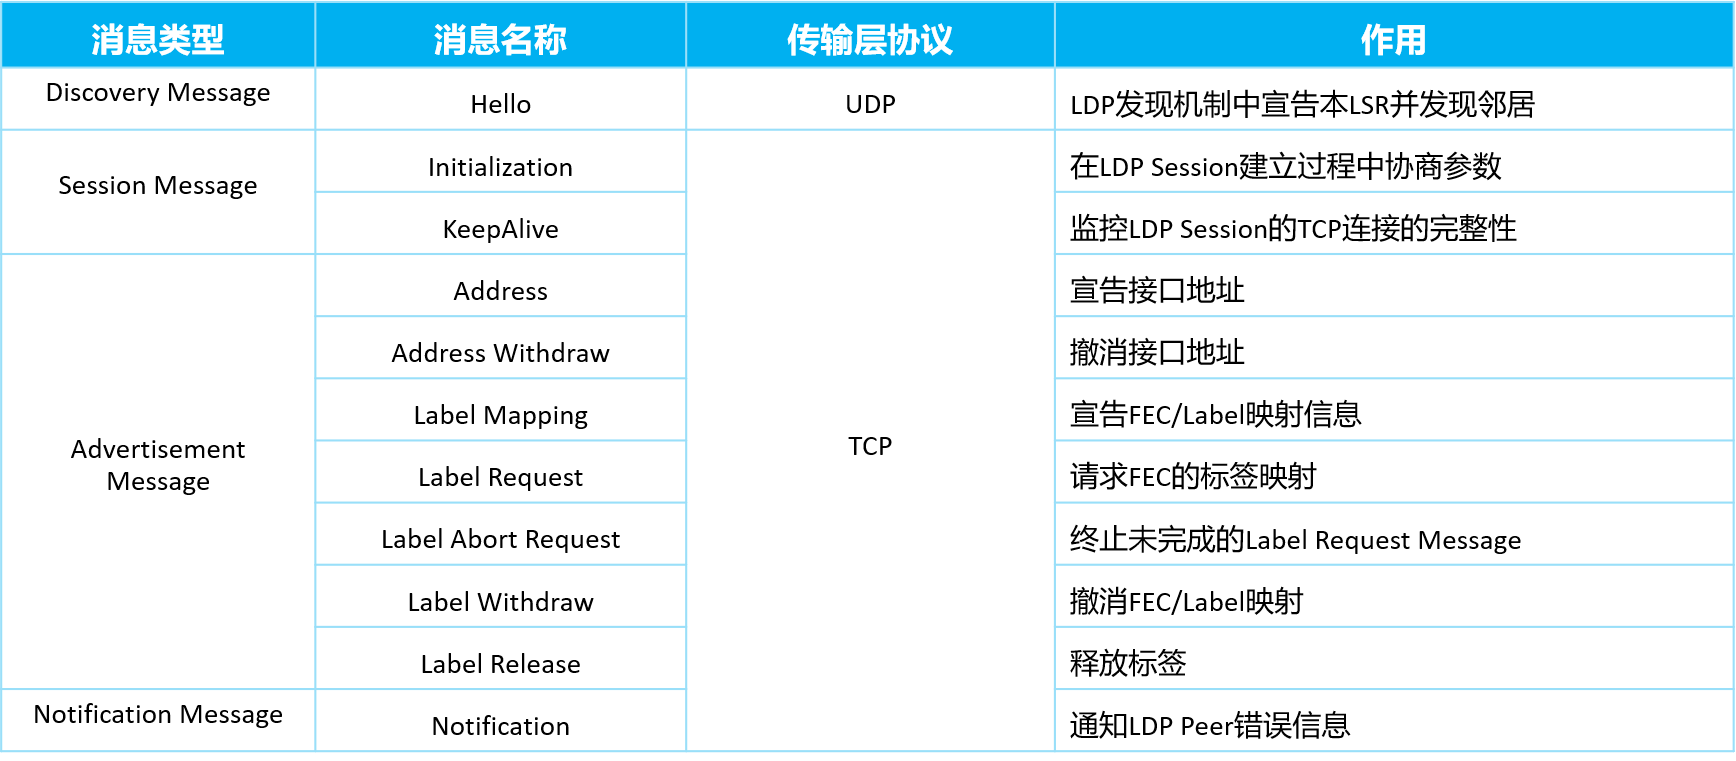 消息类型 消息名称 传输层协议 作用
Discovery Message Hello UDP LDP发现机制中宣告本LSR并发现邻居
Session Message Initialization TCP 在LDP Session建立过程中协商参数
KeepAlive 监控LDP Session的TCP连接的完整性
Advertisement
Message
Address 宣告接口地址
Address Withdraw 撤消接口地址
Label Mapping 宣告FEC/Label映射信息
Label Request 请求FEC的标签映射
Label Abort Request 终止未完成的Label Request Message
Label Withdraw 撤消FEC/Label映射
Label Release 释放标签
Notification Message Notification 通知LDP Peer错误信息